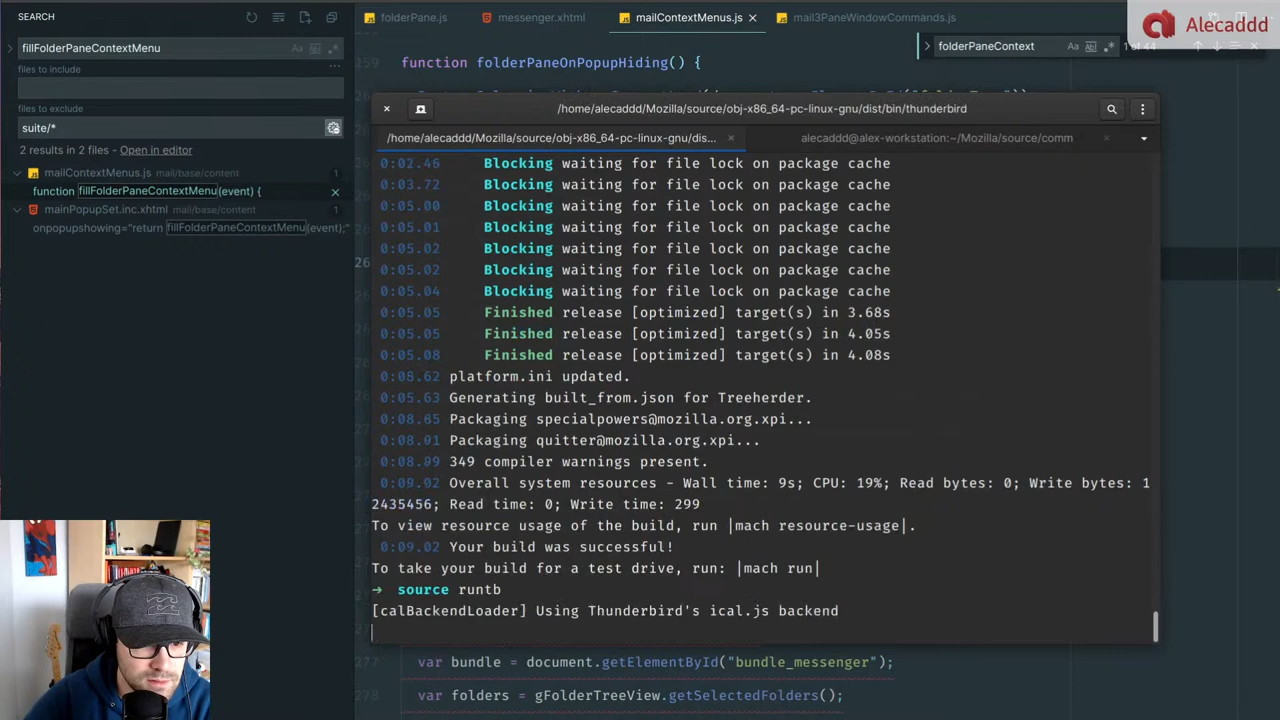 SEARCH
fillFolderPaneContextMenu
files to include
files to exclude
suite/*
2 results in 2 files - Open in editor
mailContextMenus.js mail/base/content 1
function fillFolderPaneContextMenu(event) {
mainPopupSet.inc.xhtml mail/base/content 1
onpopupshowing="return fillFolderPaneContextMenu(event);"
folderPane.js
messenger.xhtml
mailContextMenus.js
mail3PaneWindowCommands.js
Alecaddd
folderPaneContext
259 function folderPaneOnPopupHiding() {
/home/alecaddd/Mozilla/source/obj-x86_64-pc-linux-gnu/dist/bin/thunderbird
/home/alecaddd/Mozilla/source/obj-x86_64-pc-linux-gnu/dis...
alecaddd@alex-workstation:~/Mozilla/source/comm
0:02.46 Blocking waiting for file lock on package cache
0:03.72 Blocking waiting for file lock on package cache
0:05.00 Blocking waiting for file lock on package cache
0:05.01 Blocking waiting for file lock on package cache
0:05.02 Blocking waiting for file lock on package cache
0:05.02 Blocking waiting for file lock on package cache
0:05.04 Blocking waiting for file lock on package cache
0:05.05 Finished release [optimized] target(s) in 3.68s
0:05.05 Finished release [optimized] target(s) in 4.05s
0:05.08 Finished release [optimized] target(s) in 4.08s
0:08.62 platform.ini updated.
0:05.63 Generating built_from.json for Treeherder.
0:08.65 Packaging specialpowers@mozilla.org.xpi...
0:08.91 Packaging quitter@mozilla.org.xpi...
0:08.99 349 compiler warnings present.
0:09.02 Overall system resources - Wall time: 9s; CPU: 19%; Read bytes: 0; Write bytes: 1
2435456; Read time: 0; Write time: 299
To view resource usage of the build, run |mach resource-usage|.
0:09.02 Your build was successful!
To take your build for a test drive, run: |mach run|
➜ source runtb
[calBackendLoader] Using Thunderbird's ical.js backend
277 var bundle = document.getElementById("bundle_messenger");
278 var folders = gFolderTreeView.getSelectedFolders();